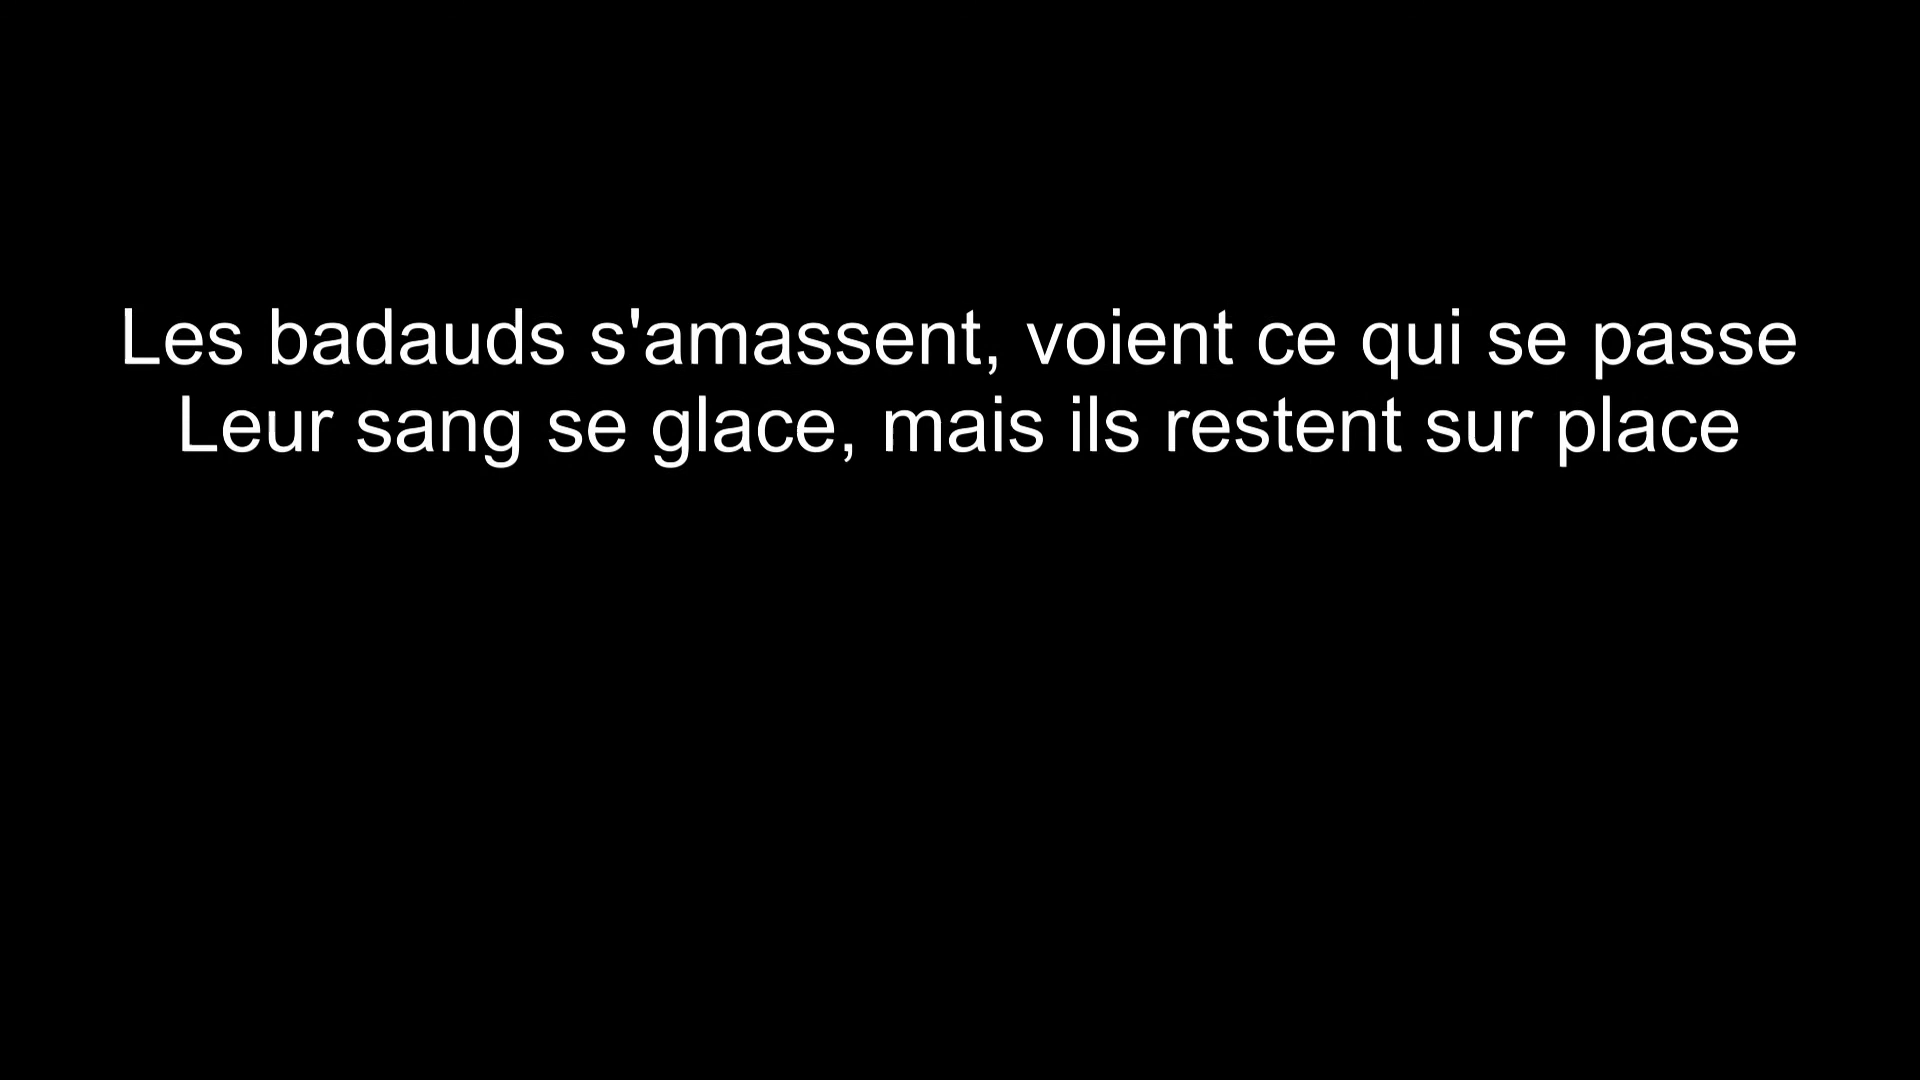 Les badauds s'amassent, voient ce qui se passe
Leur sang se glace, mais ils restent sur place